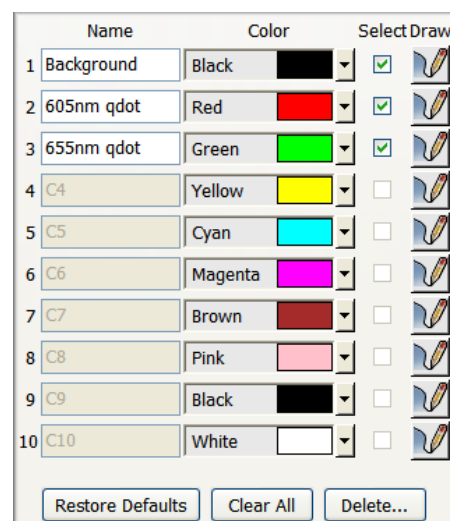 Name Color Select Draw
1 Background Black
2 605nm qdot Red
3 655nm qdot Green
4 C4 Yellow
5 C5 Cyan
6 C6 Magenta
7 C7 Brown
8 C8 Pink
9 C9 Black
10 C10 White
Restore Defaults Clear All Delete...